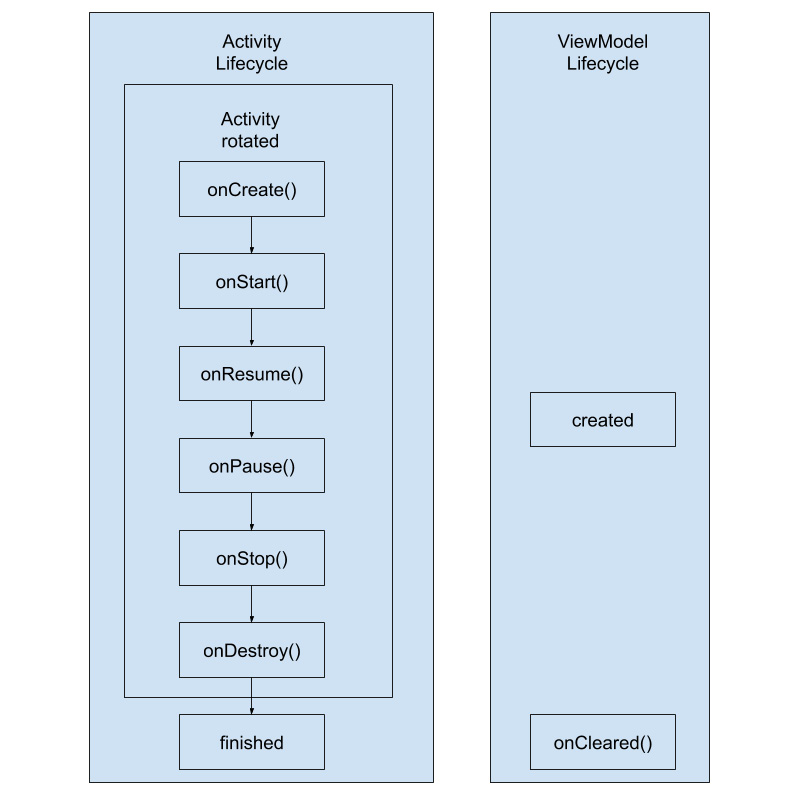 Activity
Lifecycle
Activity
rotated
onCreate()
onStart()
onResume()
onPause()
onStop()
onDestroy()
finished
ViewModel
Lifecycle
created
onCleared()